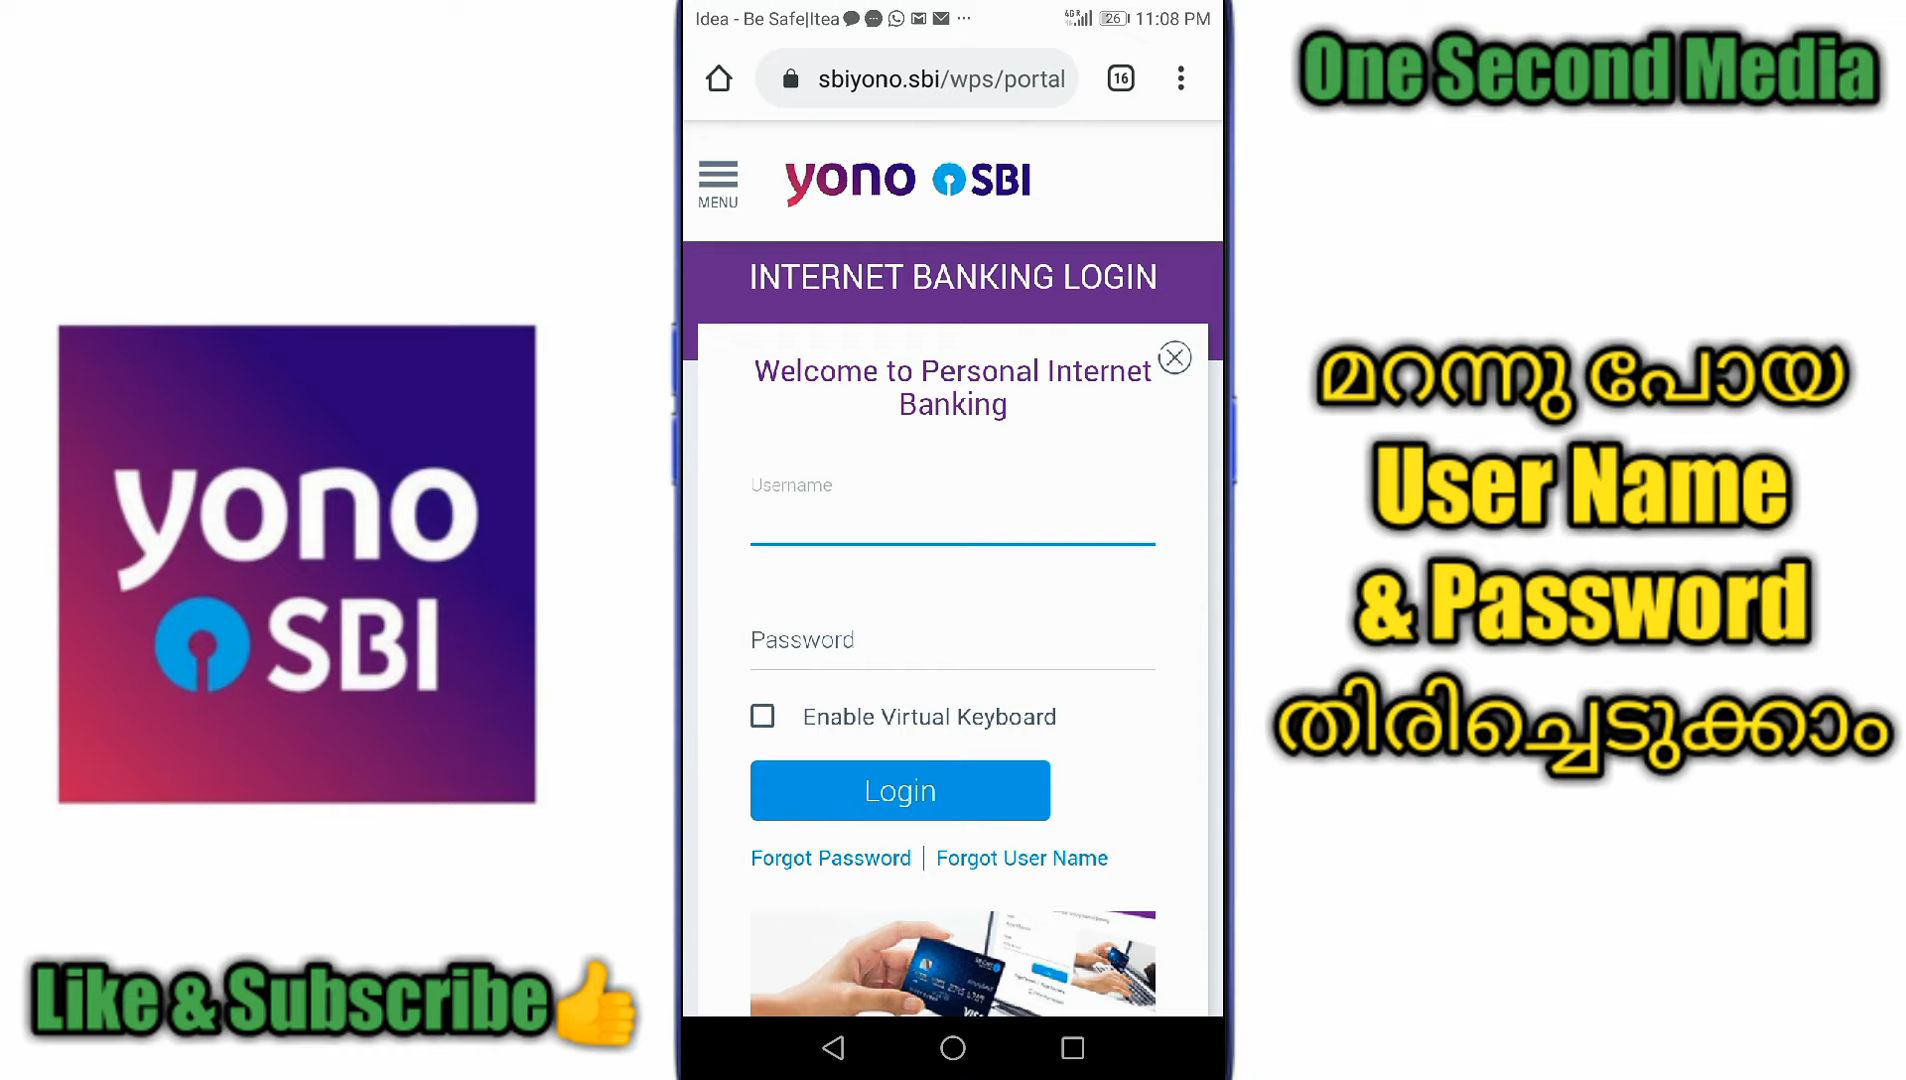 Idea - Be Safe|Itea ... 26 11:08 PM
sbiyono.sbi/wps/portal 16
MENU
yono SBI
INTERNET BANKING LOGIN
Welcome to Personal Internet
Banking
Username
Password
Enable Virtual Keyboard
Login
Forgot Password | Forgot User Name
VISA
yono
SBI
Like & Subscribe
One Second Media
മറന്നു പോയ
User Name
& Password
തിരിച്ചെടുക്കാം